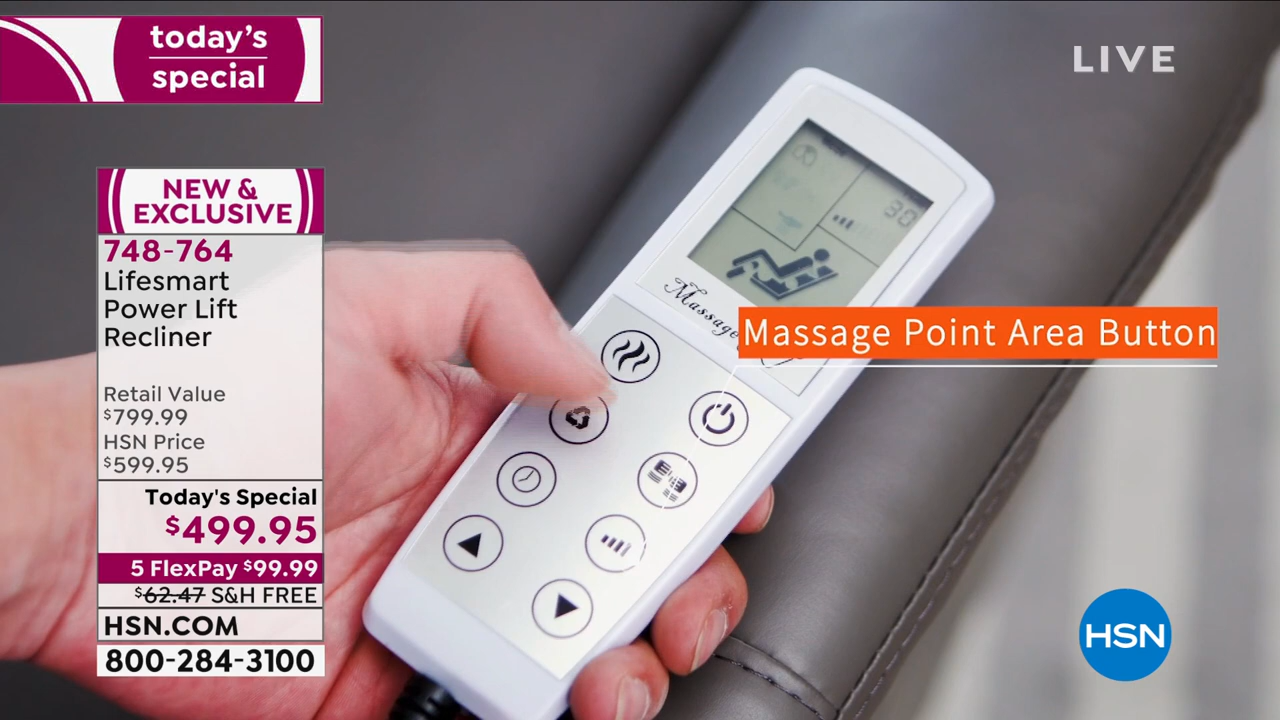 today's
special
LIVE
NEW &
EXCLUSIVE
748-764
Lifesmart
Power Lift
Recliner
Retail Value
$799.99
HSN Price
$599.95
Today's Special
$499.95
5 FlexPay $99.99
$62.47 S&H FREE
HSN.COM
800-284-3100
30
Massage
Massage Point Area Button
HSN